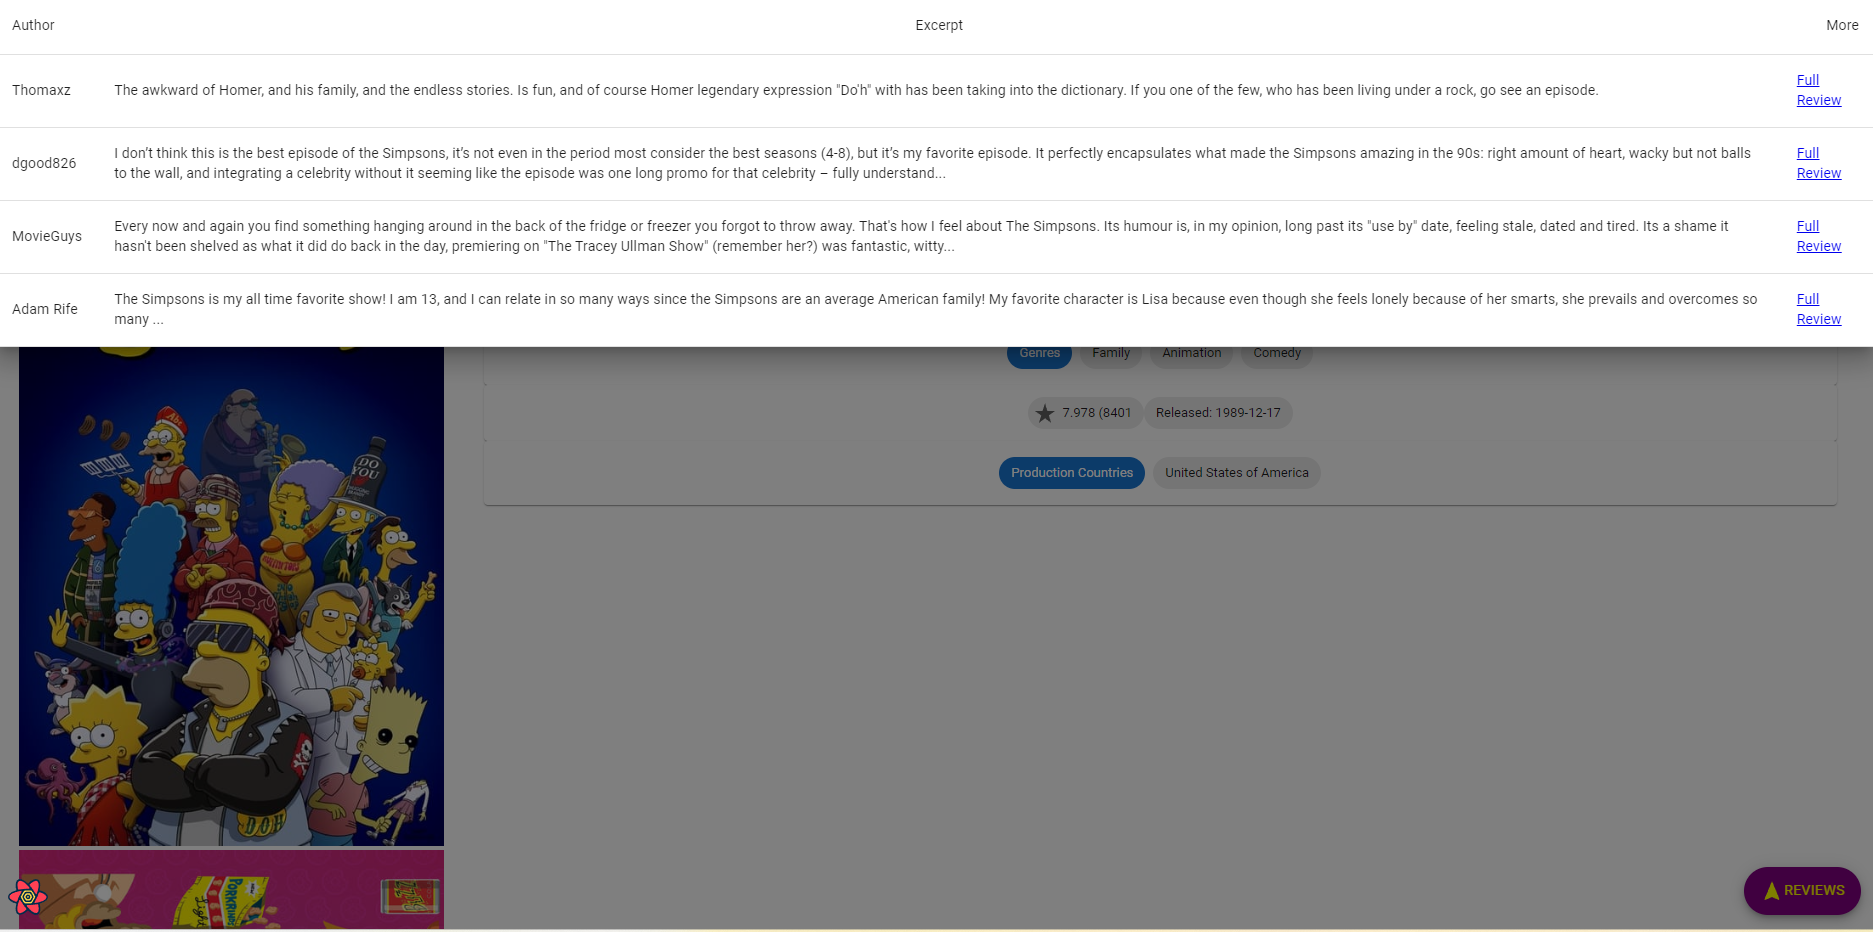 Author Excerpt More
Thomaxz
The awkward of Homer, and his family, and the endless stories. Is fun, and of course Homer legendary expression "Do'h" with has been taking into the dictionary. If you one of the few, who has been living under a rock, go see an episode.
Full
Review
dgood826
I don’t think this is the best episode of the Simpsons, it’s not even in the period most consider the best seasons (4-8), but it’s my favorite episode. It perfectly encapsulates what made the Simpsons amazing in the 90s: right amount of heart, wacky but not balls
to the wall, and integrating a celebrity without it seeming like the episode was one long promo for that celebrity – fully understand...
Full
Review
MovieGuys
Every now and again you find something hanging around in the back of the fridge or freezer you forgot to throw away. That's how I feel about The Simpsons. Its humour is, in my opinion, long past its "use by" date, feeling stale, dated and tired. Its a shame it
hasn't been shelved as what it did do back in the day, premiering on "The Tracey Ullman Show" (remember her?) was fantastic, witty...
Full
Review
Adam Rife
The Simpsons is my all time favorite show! I am 13, and I can relate in so many ways since the Simpsons are an average American family! My favorite character is Lisa because even though she feels lonely because of her smarts, she prevails and overcomes so
many ...
Full
Review
Genres Family Animation Comedy
7.978 (8401 Released: 1989-12-17
Production Countries United States of America
Abe
DO
YOU
DOH
PORKRINDS
Light
REVIEWS